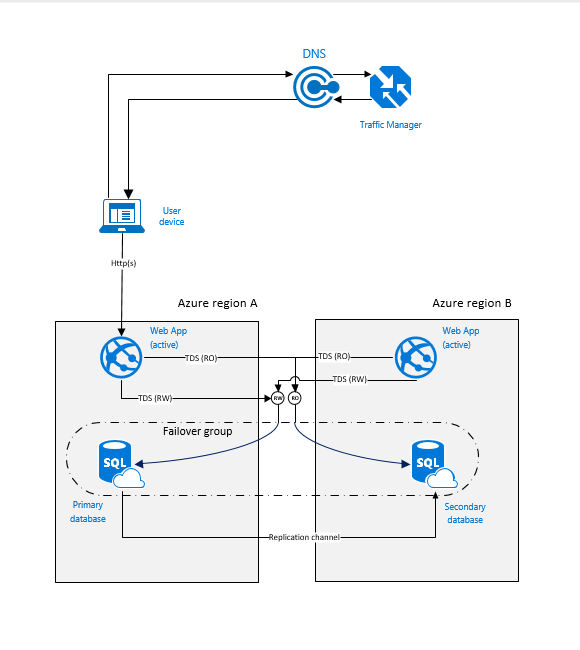 DNS
Traffic Manager
User
device
Http(s)
Azure region A
Azure region B
Web App
(active)
Web App
(active)
TDS (RO)
TDS (RO)
TDS (RW)
TDS (RW)
RW
RO
Failover group
SQL
SQL
Primary
database
Secondary
database
Replication channel